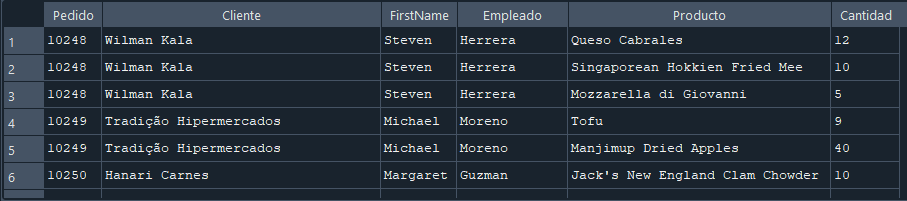 Pedido Cliente FirstName Empleado Producto Cantidad
1 10248 Wilman Kala Steven Herrera Queso Cabrales 12
2 10248 Wilman Kala Steven Herrera Singaporean Hokkien Fried Mee 10
3 10248 Wilman Kala Steven Herrera Mozzarella di Giovanni 5
4 10249 Tradição Hipermercados Michael Moreno Tofu 9
5 10249 Tradição Hipermercados Michael Moreno Manjimup Dried Apples 40
6 10250 Hanari Carnes Margaret Guzman Jack's New England Clam Chowder 10